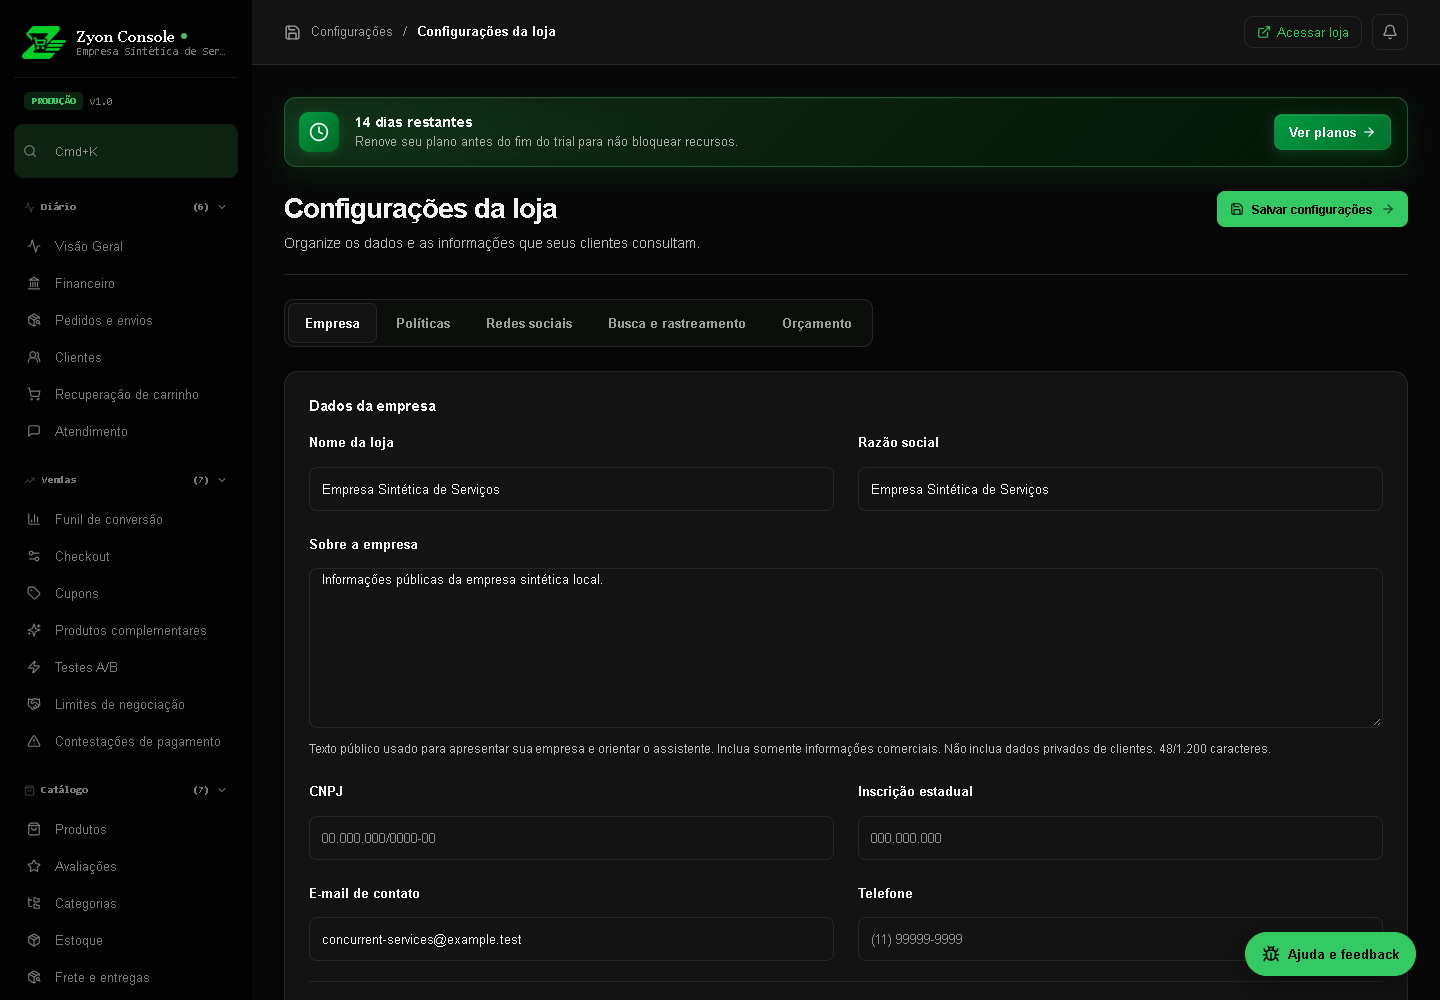 Zyon Console
Empresa Sintética de Ser…
PRODUÇÃO v1.0
Cmd+K
Diário (6)
Visão Geral
Financeiro
Pedidos e envios
Clientes
Recuperação de carrinho
Atendimento
Vendas (7)
Funil de conversão
Checkout
Cupons
Produtos complementares
Testes A/B
Limites de negociação
Contestações de pagamento
Catálogo (7)
Produtos
Avaliações
Categorias
Estoque
Frete e entregas
Configurações / Configurações da loja
Acessar loja
14 dias restantes
Renove seu plano antes do fim do trial para não bloquear recursos.
Ver planos
Configurações da loja
Organize os dados e as informações que seus clientes consultam.
Salvar configurações
Empresa Políticas Redes sociais Busca e rastreamento Orçamento
Dados da empresa
Nome da loja Razão social
Empresa Sintética de Serviços Empresa Sintética de Serviços
Sobre a empresa
Informações públicas da empresa sintética local.
Texto público usado para apresentar sua empresa e orientar o assistente. Inclua somente informações comerciais. Não inclua dados privados de clientes. 48/1.200 caracteres.
CNPJ Inscrição estadual
00.000.000/0000-00 000.000.000
E-mail de contato Telefone
concurrent-services@example.test (11) 99999-9999
Ajuda e feedback